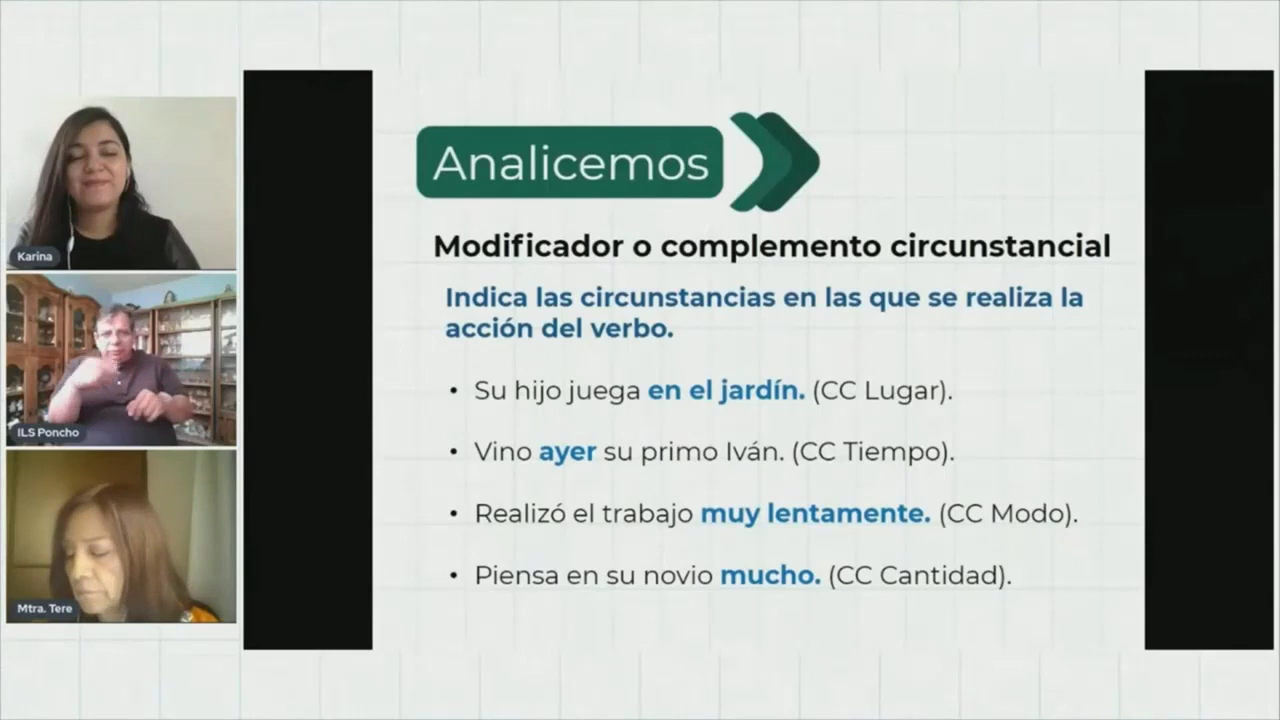 Analicemos
Modificador o complemento circunstancial
Indica las circunstancias en las que se realiza la
acción del verbo.
• Su hijo juega en el jardín. (CC Lugar).
• Vino ayer su primo Iván. (CC Tiempo).
• Realizó el trabajo muy lentamente. (CC Modo).
• Piensa en su novio mucho. (CC Cantidad).
Karina
ILS Poncho
Mtra. Tere